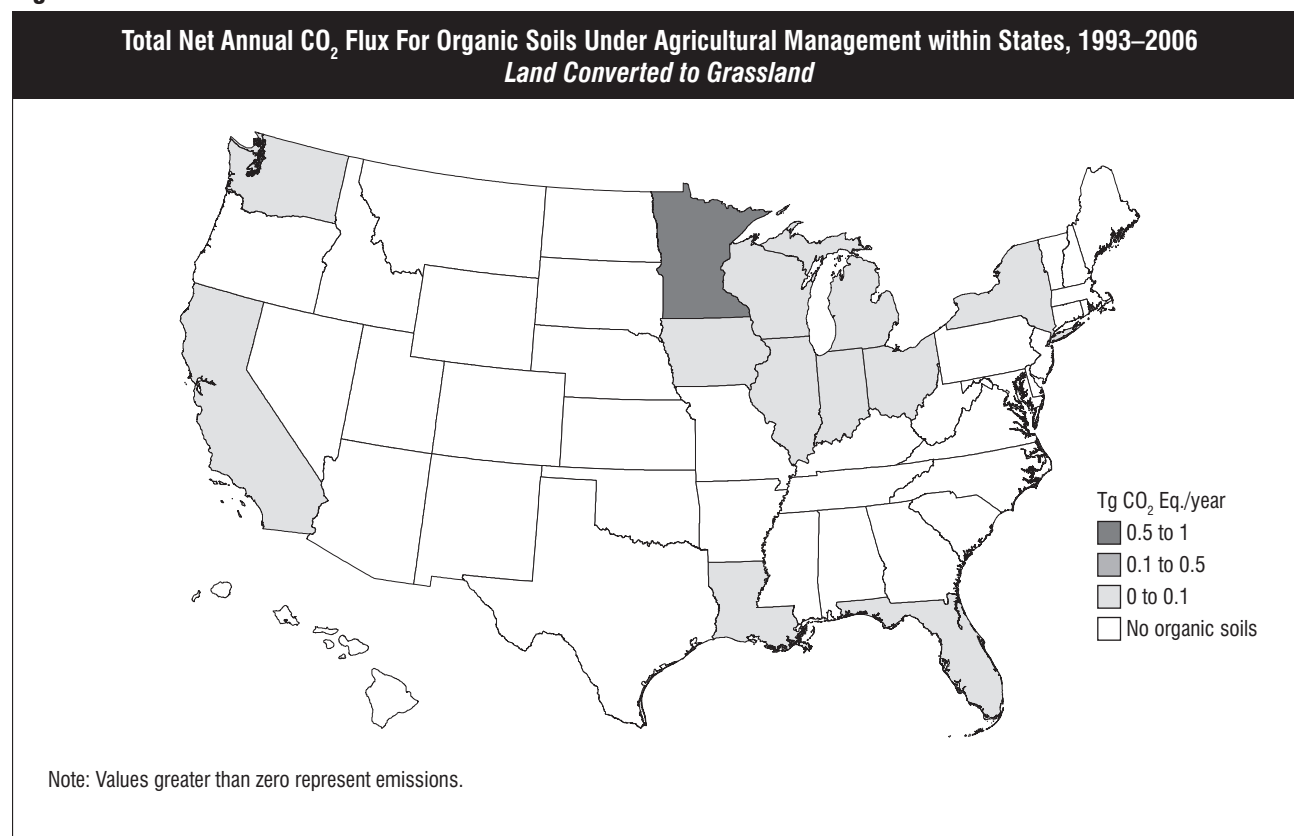 Total Net Annual CO₂ Flux For Organic Soils Under Agricultural Management within States, 1993–2006
Land Converted to Grassland
Tg CO₂ Eq./year
0.5 to 1
0.1 to 0.5
0 to 0.1
No organic soils
Note: Values greater than zero represent emissions.